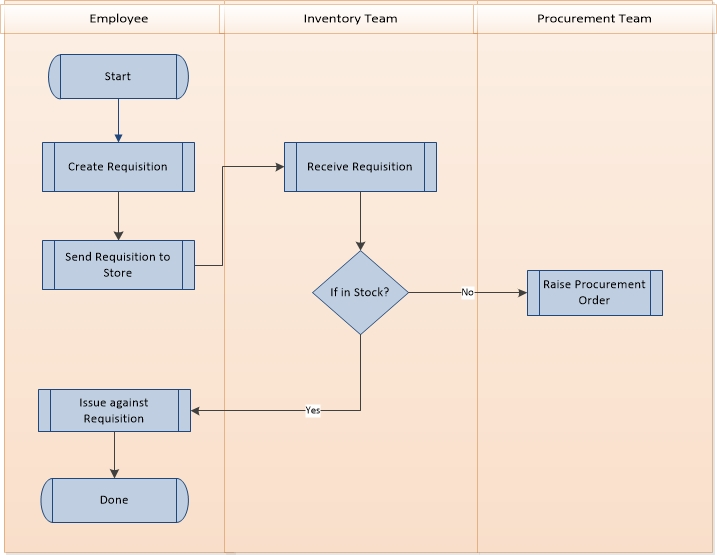 Employee
Inventory Team
Procurement Team
Start
Create Requisition
Receive Requisition
Send Requisition to
Store
If in Stock?
No
Raise Procurement
Order
Issue against
Requisition
Yes
Done